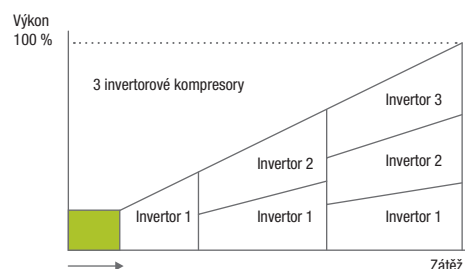 Výkon
100 %
3 invertorové kompresory
Invertor 3
Invertor 2
Invertor 2
Invertor 1
Invertor 1
Invertor 1
Zátěž